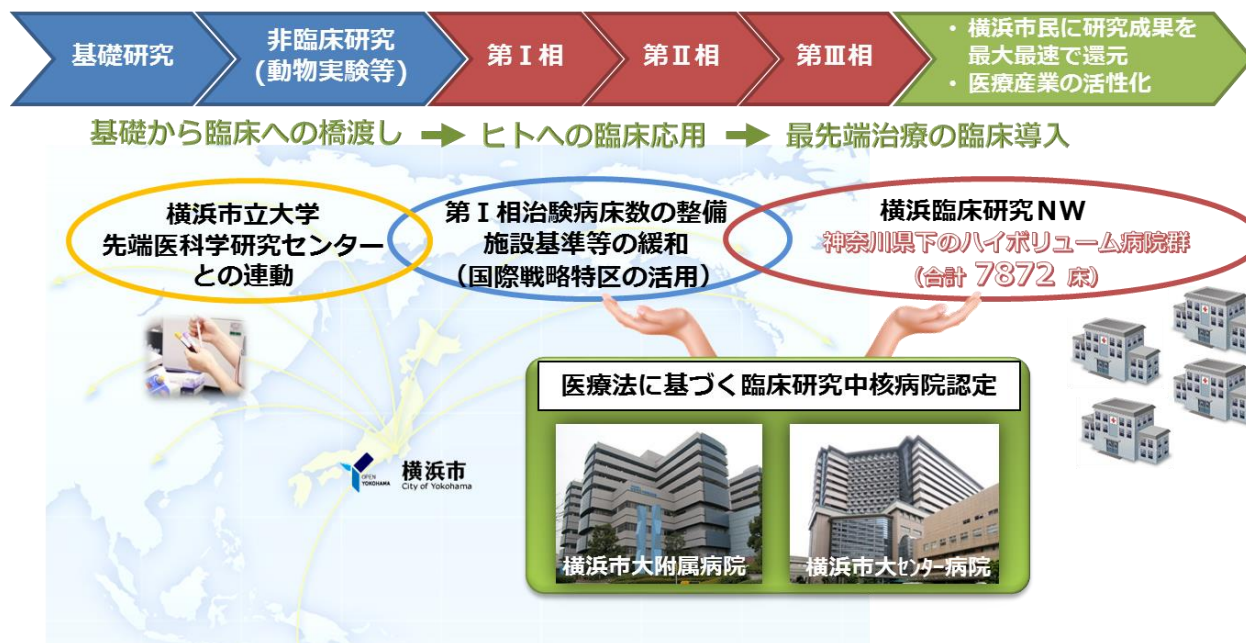 基礎研究
非臨床研究
(動物実験等)
第Ⅰ相
第Ⅱ相
第Ⅲ相
・ 横浜市民に研究成果を
最大最速で還元
・ 医療産業の活性化
基礎から臨床への橋渡し
ヒトへの臨床応用
最先端治療の臨床導入
横浜市立大学
先端医科学研究センター
との連動
第Ⅰ相治験病床数の整備
施設基準等の緩和
（国際戦略特区の活用）
横浜臨床研究NW
神奈川県下のハイボリューム病院群
（合計 7872 床）
医療法に基づく臨床研究中核病院認定
横浜市大附属病院
横浜市大センター病院
OPEN
YOKOHAMA
横浜市
City of Yokohama